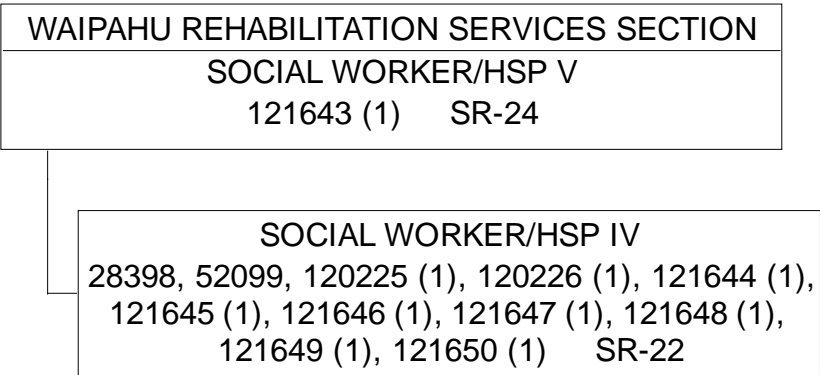 WAIPAHU REHABILITATION SERVICES SECTION
SOCIAL WORKER/HSP V
121643 (1) SR-24
SOCIAL WORKER/HSP IV
28398, 52099, 120225 (1), 120226 (1), 121644 (1),
121645 (1), 121646 (1), 121647 (1), 121648 (1),
121649 (1), 121650 (1) SR-22